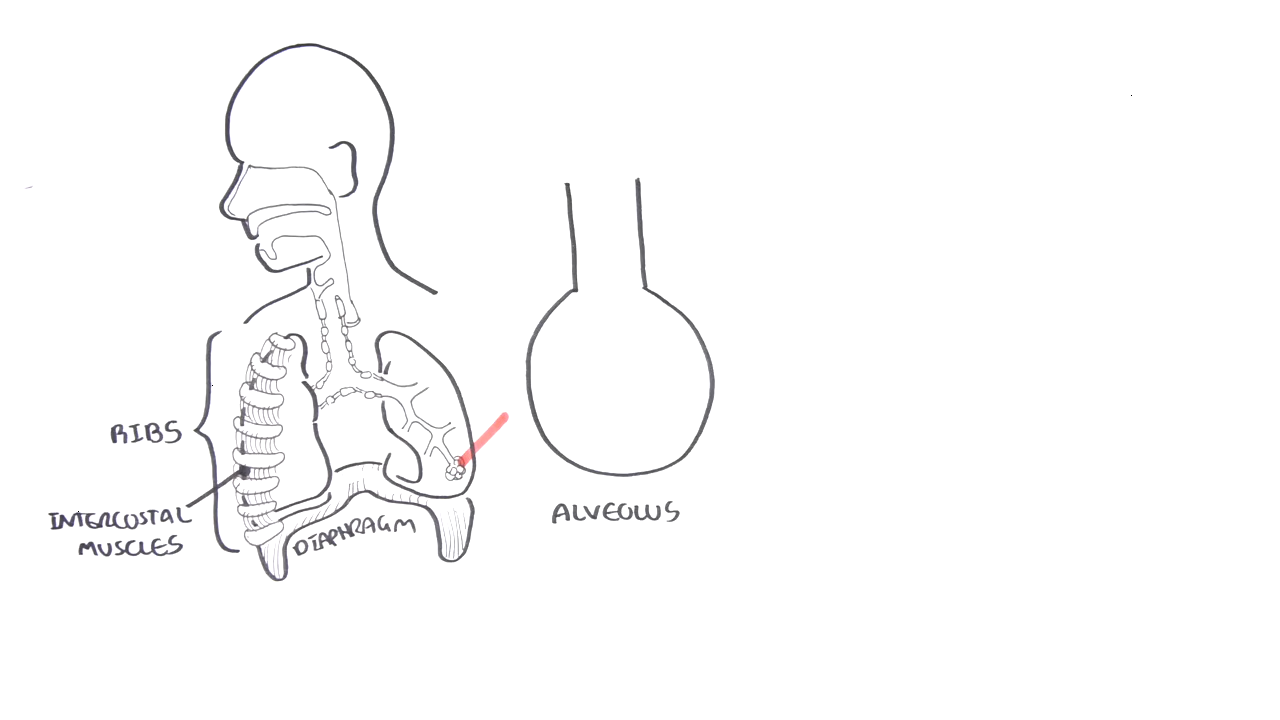 RIBS
INTERCOSTAL
MUSCLES
DIAPHRAGM
ALVEOLUS